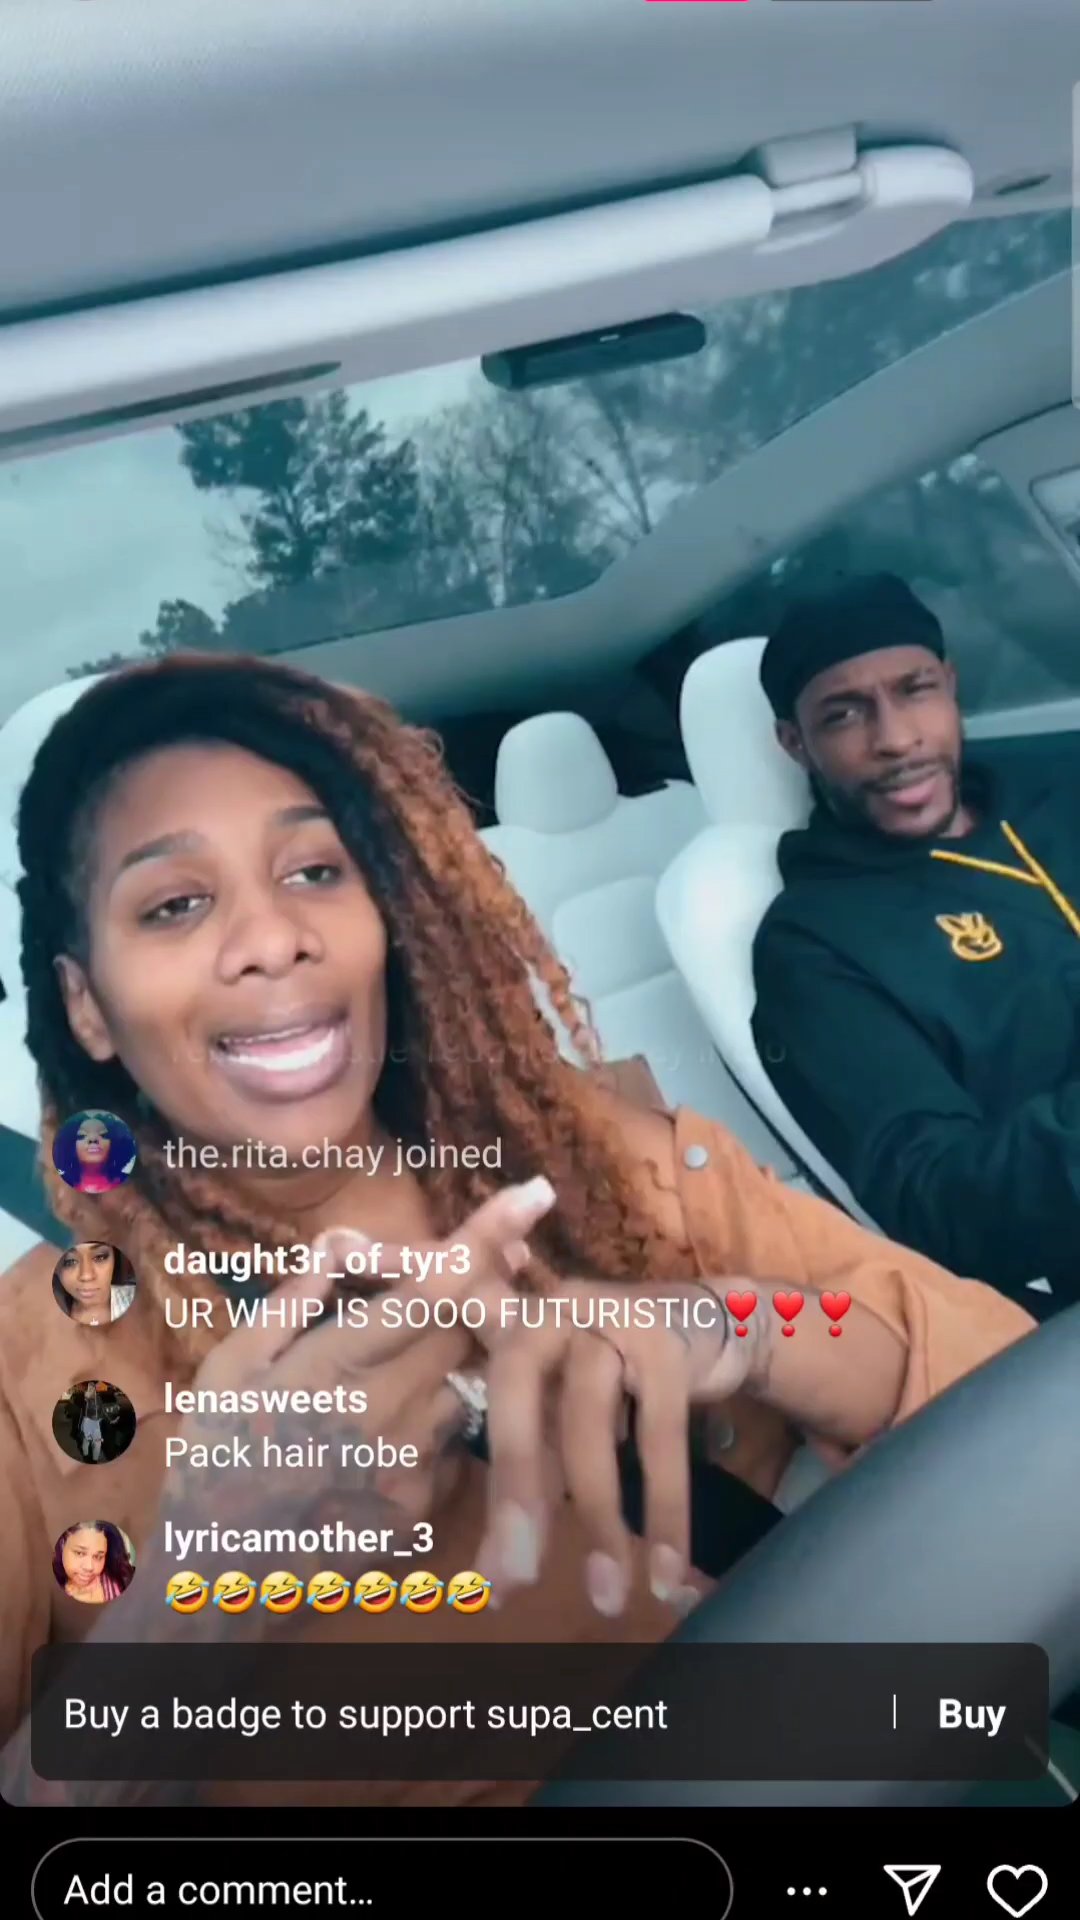 the.rita.chay joined
daught3r_of_tyr3
UR WHIP IS SOOO FUTURISTIC❣️❣️❣️
lenasweets
Pack hair robe
lyricamother_3
🤣🤣🤣🤣🤣🤣🤣
Buy a badge to support supa_cent | Buy
Add a comment...